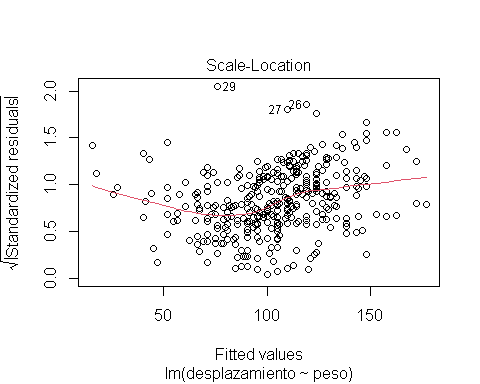 Scale-Location
√|Standardized residuals|
2.0
1.5
1.0
0.5
0.0
29
27
26
50
100
150
Fitted values
lm(desplazamiento ~ peso)